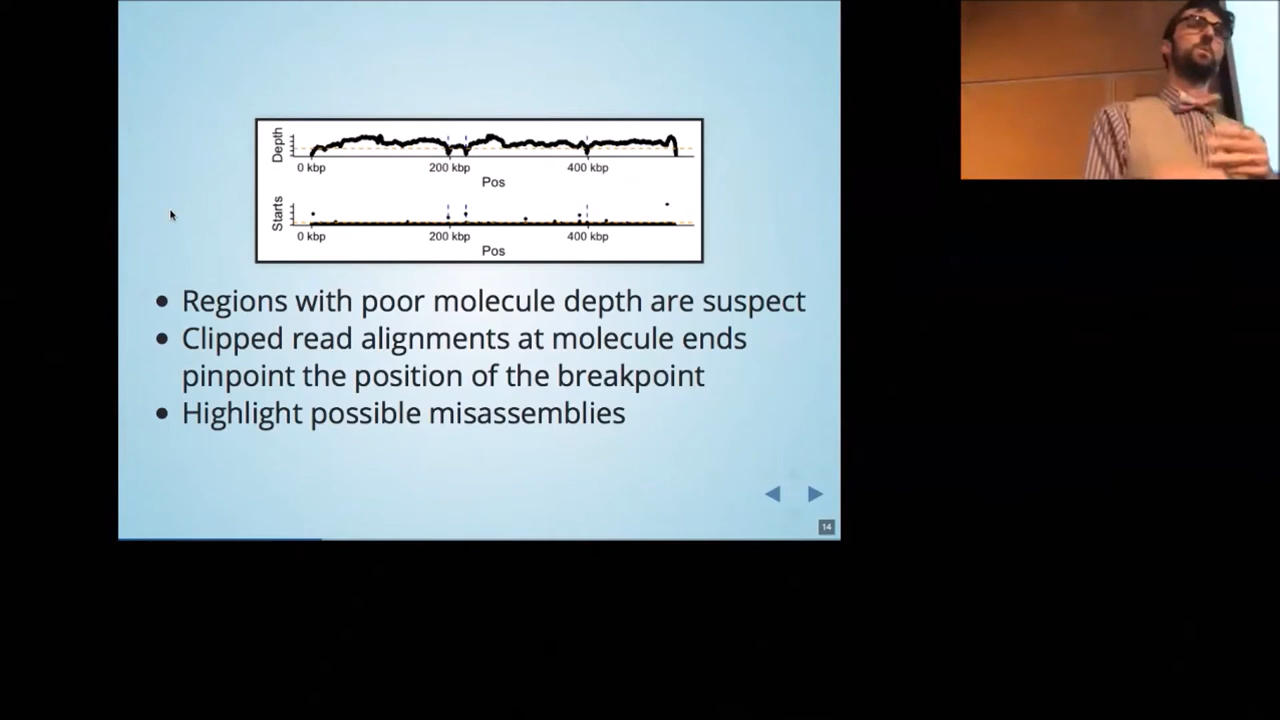 Depth
0 kbp 200 kbp 400 kbp
Pos
Starts
0 kbp 200 kbp 400 kbp
Pos
• Regions with poor molecule depth are suspect
• Clipped read alignments at molecule ends
pinpoint the position of the breakpoint
• Highlight possible misassemblies
14